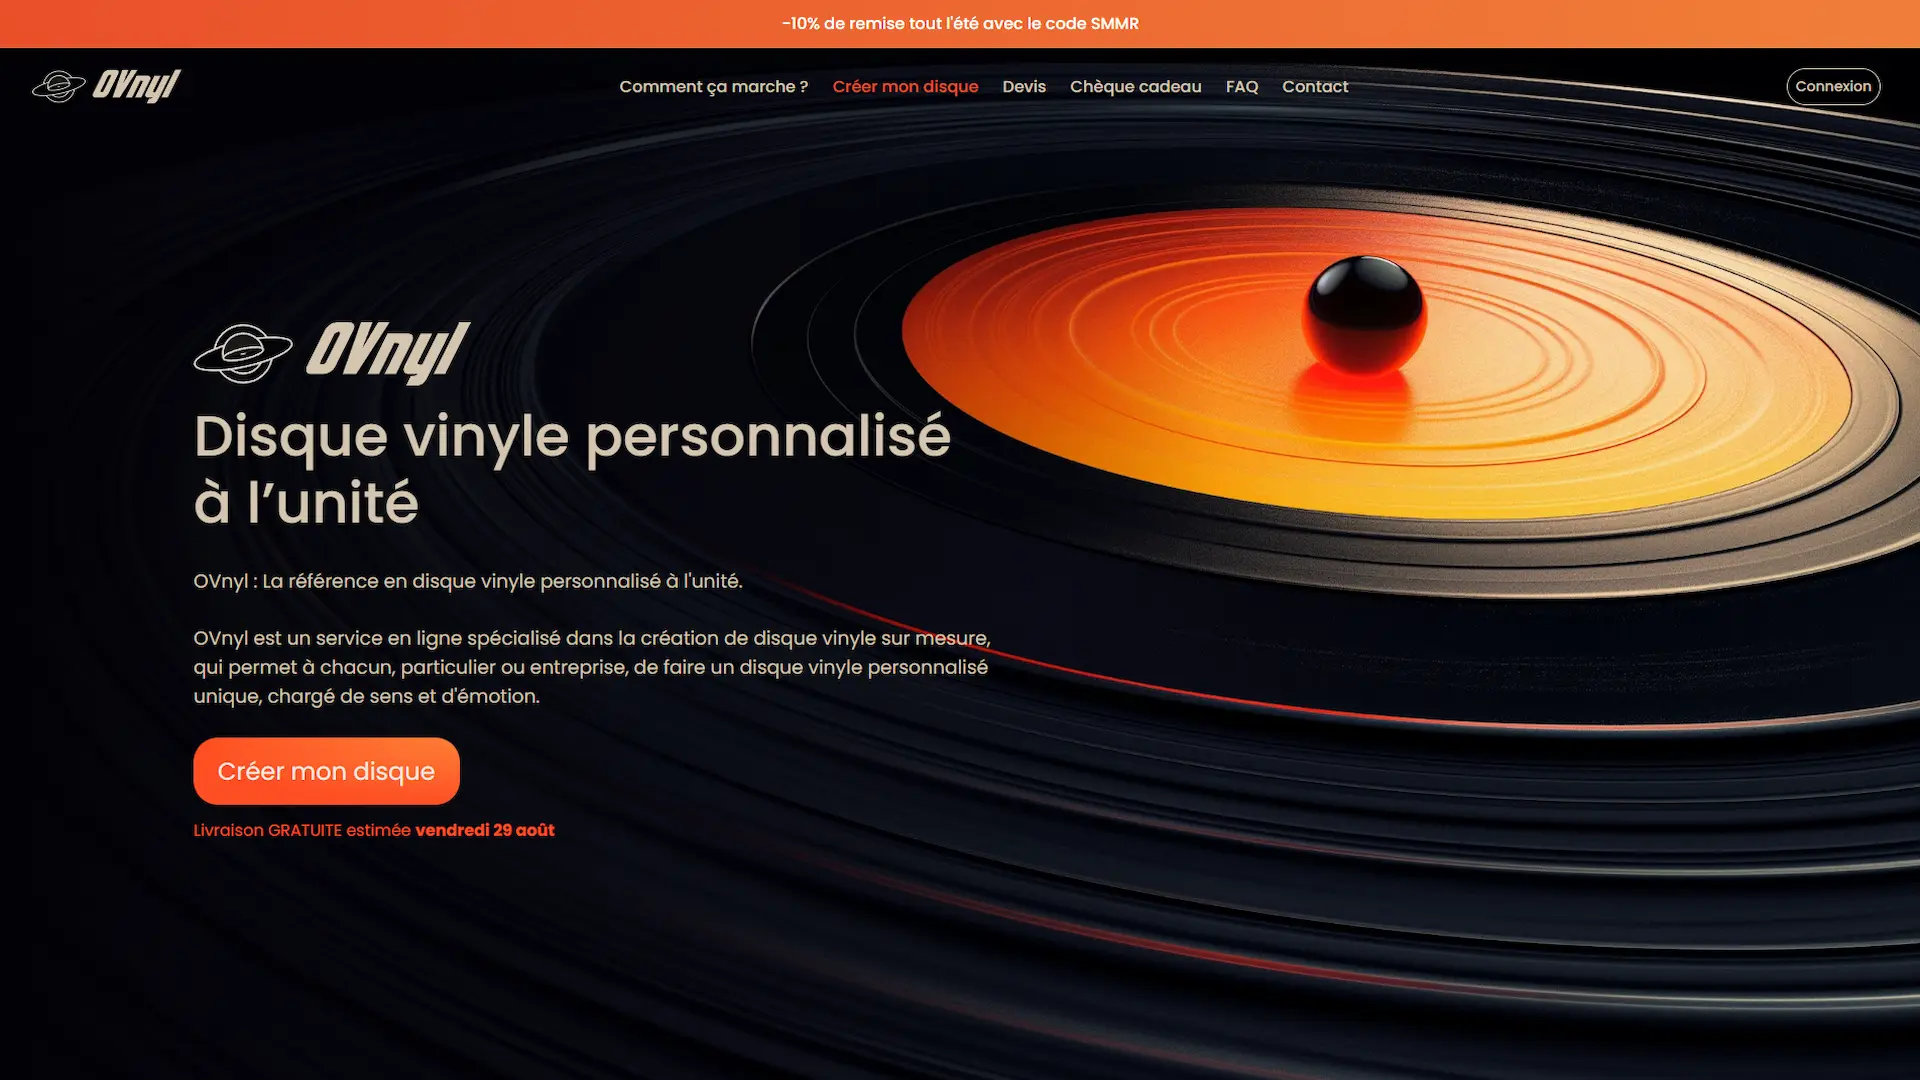 -10% de remise tout l'été avec le code SMMR
OVnyl
Comment ça marche ?
Créer mon disque
Devis
Chèque cadeau
FAQ
Contact
Connexion
OVnyl
Disque vinyle personnalisé
à l’unité
OVnyl : La référence en disque vinyle personnalisé à l'unité.
OVnyl est un service en ligne spécialisé dans la création de disque vinyle sur mesure,
qui permet à chacun, particulier ou entreprise, de faire un disque vinyle personnalisé
unique, chargé de sens et d'émotion.
Créer mon disque
Livraison GRATUITE estimée vendredi 29 août